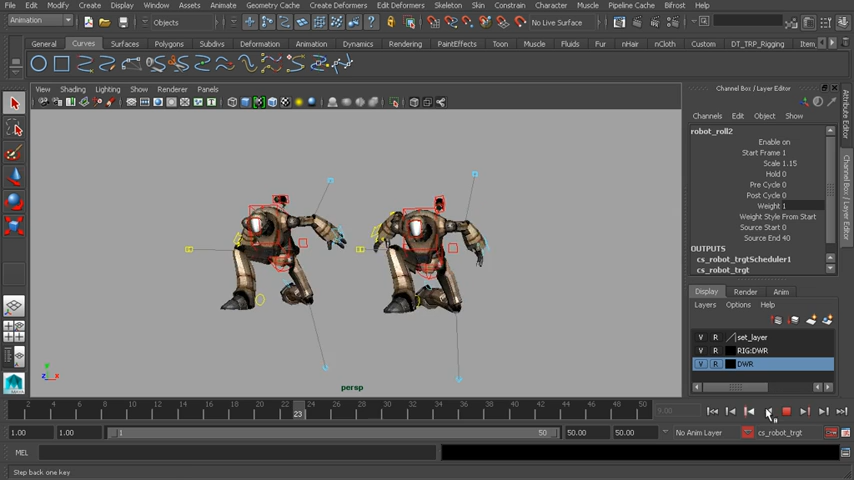 File Edit Modify Create Display Window Assets Animate Geometry Cache Create Deformers Edit Deformers Skeleton Skin Constrain Character Muscle Pipeline Cache Bifrost Help
Animation Objects No Live Surface
General Curves Surfaces Polygons Subdivs Deformation Animation Dynamics Rendering PaintEffects Toon Muscle Fluids Fur nHair nCloth Custom DT_TRP_Rigging Item_
View Shading Lighting Show Renderer Panels
Channel Box / Layer Editor
Channels Edit Object Show
robot_roll2
Enable on
Start Frame 1
Scale 1.15
Hold 0
Pre Cycle 0
Post Cycle 0
Weight 1
Weight Style From Start
Source Start 0
Source End 40
OUTPUTS
cs_robot_trgtScheduler1
cs_robot_trgt
Attribute Editor
Channel Box / Layer Editor
Display Render Anim
Layers Options Help
V R set_layer
V R RIG:DWR
V R DWR
persp
2 4 6 8 10 12 14 16 18 20 22 23 26 28 30 32 34 36 38 40 42 44 46 48 50
1.00 1.00 1 50 50.00 50.00 No Anim Layer cs_robot_trgt
MEL
Step back one key